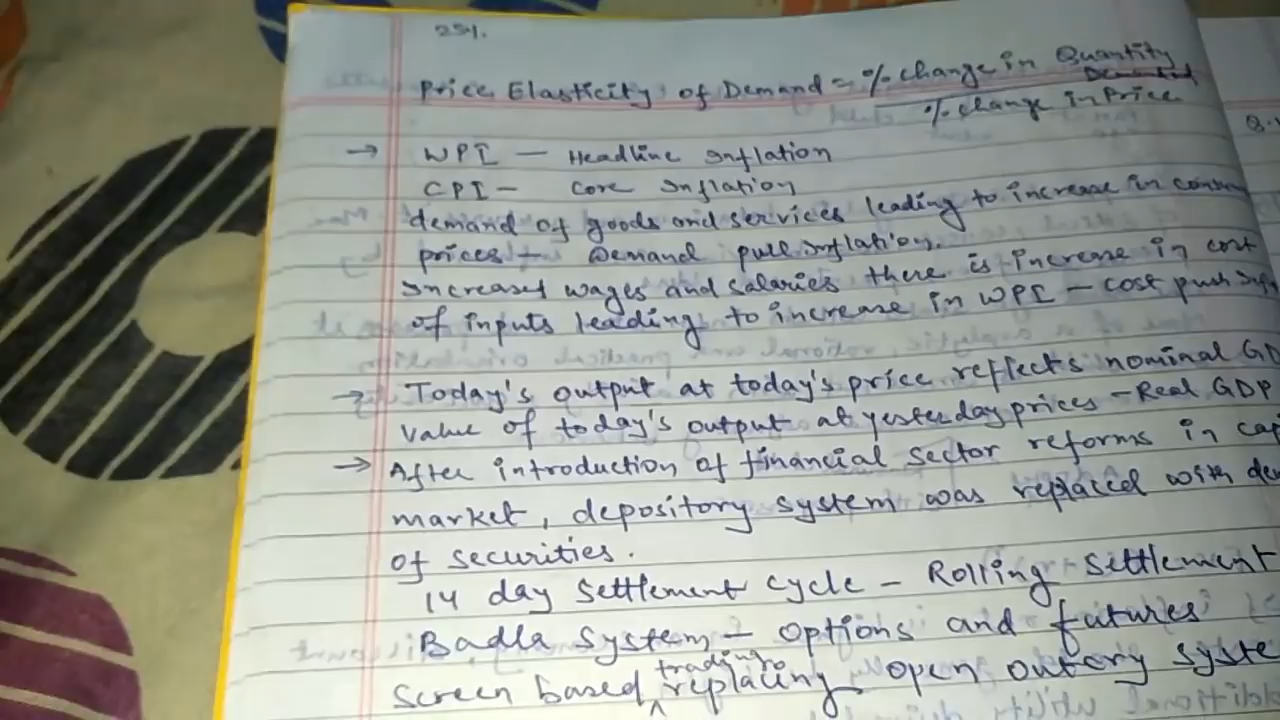 25%.
Price Elasticity of Demand = % change in Quantity Demanded
% change in Price
→ WPI — Headline Inflation
CPI — Core Inflation
demand of goods and services leading to increase in
prices — Demand pull inflation.
Increased wages and salaries there is increase in cost
of inputs leading to increase in WPI — cost push
→ Today's output at today's price reflects nominal GD
Value of today's output at yesterday prices — Real GDP
→ After introduction of financial sector reforms in cap
market, depository system was replaced with
of securities.
14 day settlement cycle — Rolling settlement
Badla system — options and futures
trading
screen based ^ replacing open outcry syste